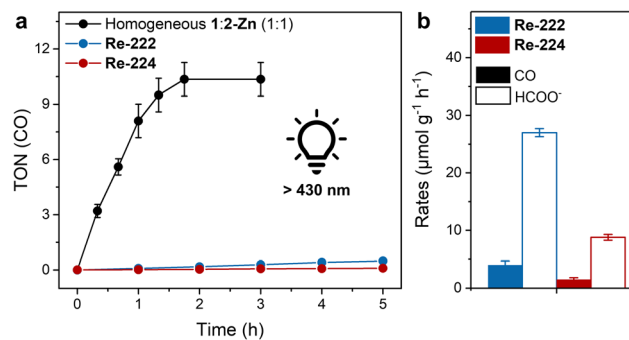 a
Homogeneous 1:2-Zn (1:1)
Re-222
Re-224
TON (CO)
12
9
6
3
0
> 430 nm
0 1 2 3 4 5
Time (h)
b
Re-222
Re-224
CO
HCOO⁻
Rates (μmol g⁻¹ h⁻¹)
40
30
20
10
0